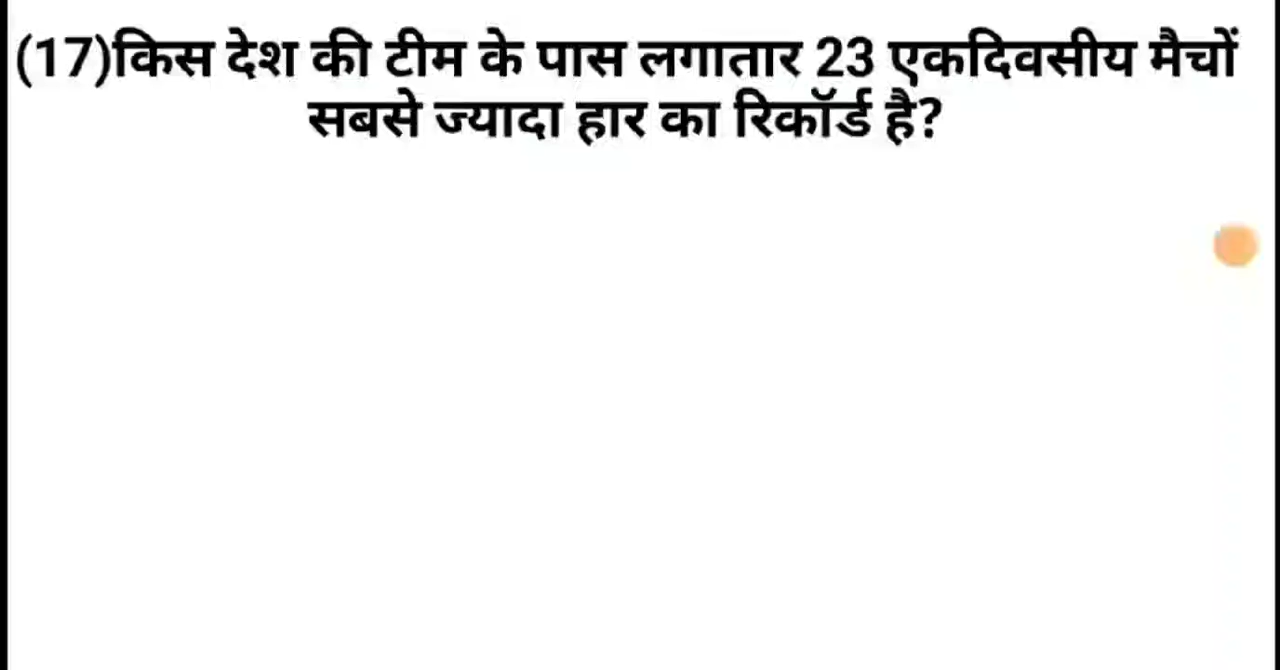 (17)किस देश की टीम के पास लगातार 23 एकदिवसीय मैचों
सबसे ज्यादा हार का रिकॉर्ड है?